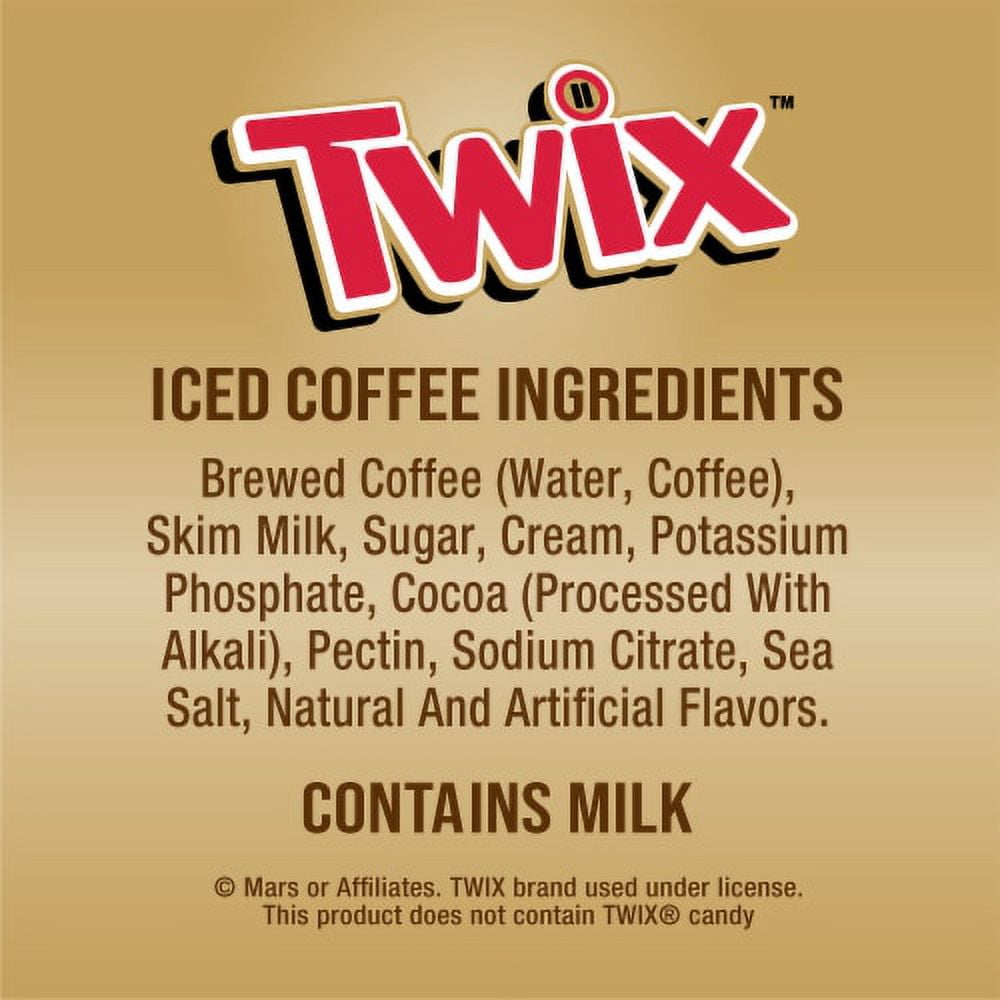 Twix™
ICED COFFEE INGREDIENTS
Brewed Coffee (Water, Coffee),
Skim Milk, Sugar, Cream, Potassium
Phosphate, Cocoa (Processed With
Alkali), Pectin, Sodium Citrate, Sea
Salt, Natural And Artificial Flavors.
CONTAINS MILK
© Mars or Affiliates. TWIX brand used under license.
This product does not contain TWIX® candy